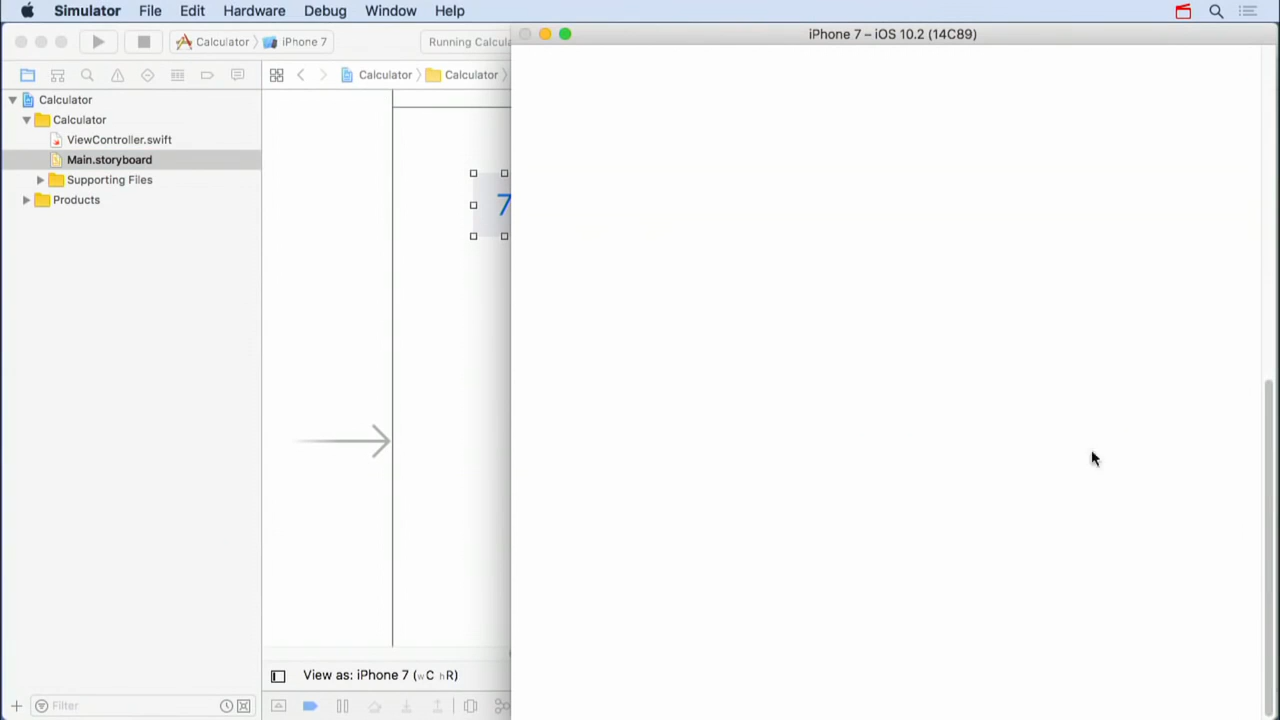 Simulator File Edit Hardware Debug Window Help
Calculator iPhone 7 Running Calcula
iPhone 7 – iOS 10.2 (14C89)
Calculator Calculator
Calculator
Calculator
ViewController.swift
Main.storyboard
Supporting Files
Products
7
View as: iPhone 7 (wC hR)
Filter